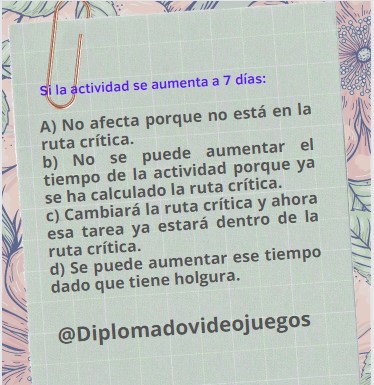 Si la actividad se aumenta a 7 días:
A) No afecta porque no está en la
ruta crítica.
b) No se puede aumentar el
tiempo de la actividad porque ya
se ha calculado la ruta crítica.
c) Cambiará la ruta crítica y ahora
esa tarea ya estará dentro de la
ruta crítica.
d) Se puede aumentar ese tiempo
dado que tiene holgura.
@Diplomadovideojuegos